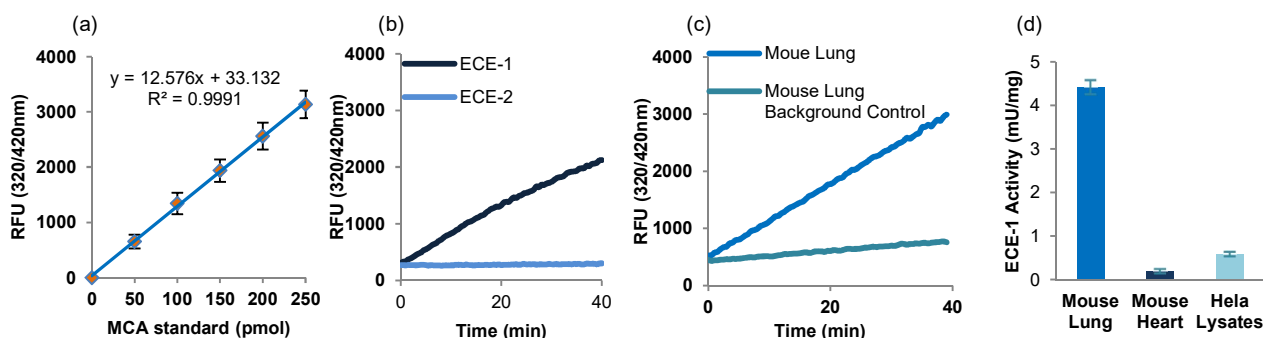 (a)
RFU (320/420nm)
4000
3000
2000
1000
0
y = 12.576x + 33.132
R² = 0.9991
0 50 100 150 200 250
MCA standard (pmol)
(b)
RFU (320/420nm)
4000
3000
2000
1000
0
ECE-1
ECE-2
0 20 40
Time (min)
(c)
RFU (320/420nm)
4000
3000
2000
1000
0
Moue Lung
Mouse Lung
Background Control
0 20 40
Time (min)
(d)
ECE-1 Activity (mU/mg)
5
4
3
2
1
0
Mouse Mouse Hela
Lung Heart Lysates